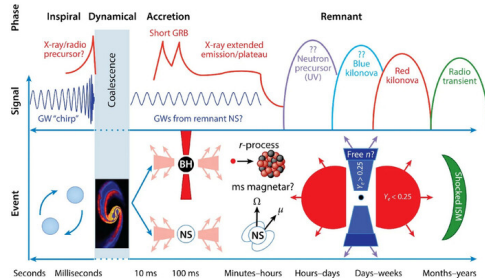 Phase
Inspiral
Dynamical
Accretion
Remnant
Signal
X-ray/radio
precursor?
GW "chirp"
Coalescence
Short GRB
X-ray extended
emission/plateau
GWs from remnant NS?
??
Neutron
precursor
(UV)
??
Blue
kilonova
Red
kilonova
Radio
transient
Event
BH
NS
r-process
ms magnetar?
Ω
μ
NS
Free n?
Ye > 0.25
Ye < 0.25
Shocked ISM
Seconds
Milliseconds
10 ms
100 ms
Minutes–hours
Hours–days
Days–weeks
Months–years